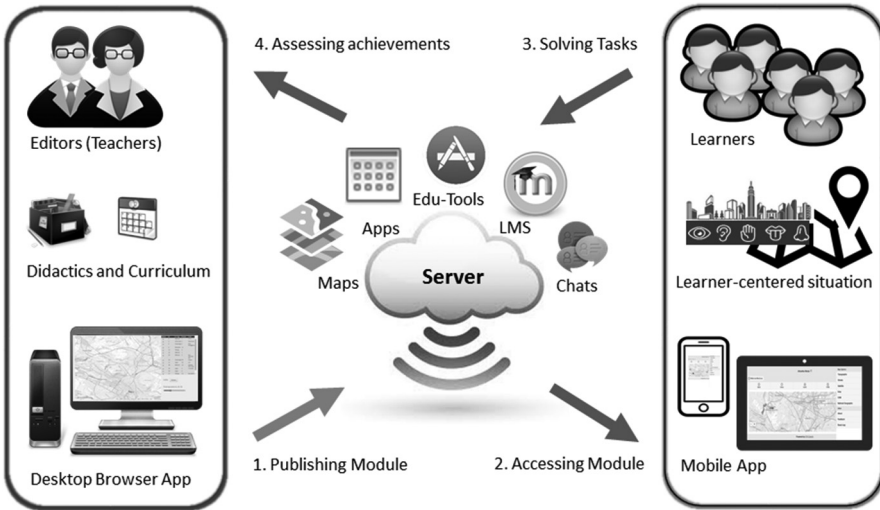 4. Assessing achievements
3. Solving Tasks
Editors (Teachers)
Learners
Didactics and Curriculum
Learner-centered situation
Desktop Browser App
Mobile App
Maps
Apps
Edu-Tools
m
LMS
Chats
Server
1. Publishing Module
2. Accessing Module